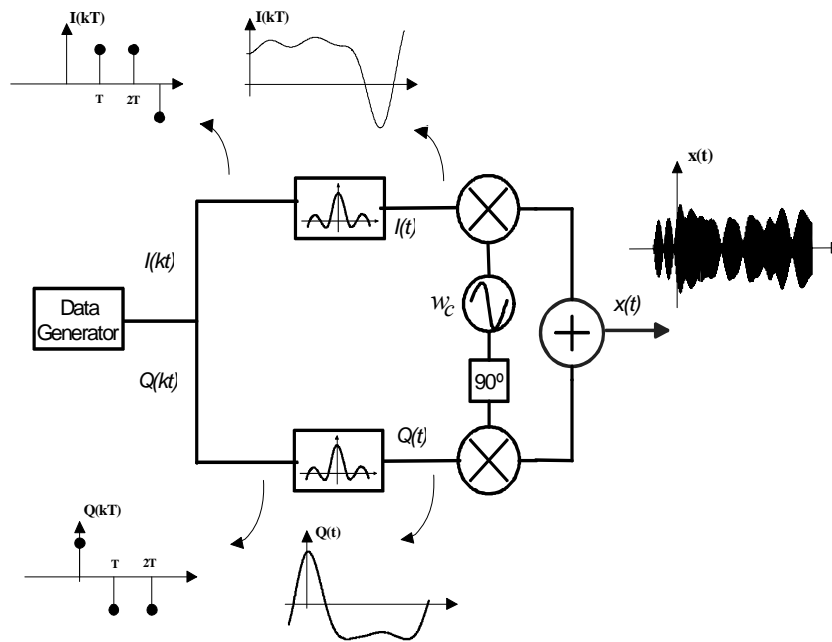 I(kT)
T
2T
I(kT)
x(t)
I(t)
I(kt)
w_c
x(t)
Data
Generator
90º
Q(kt)
Q(t)
Q(kT)
T
2T
Q(t)